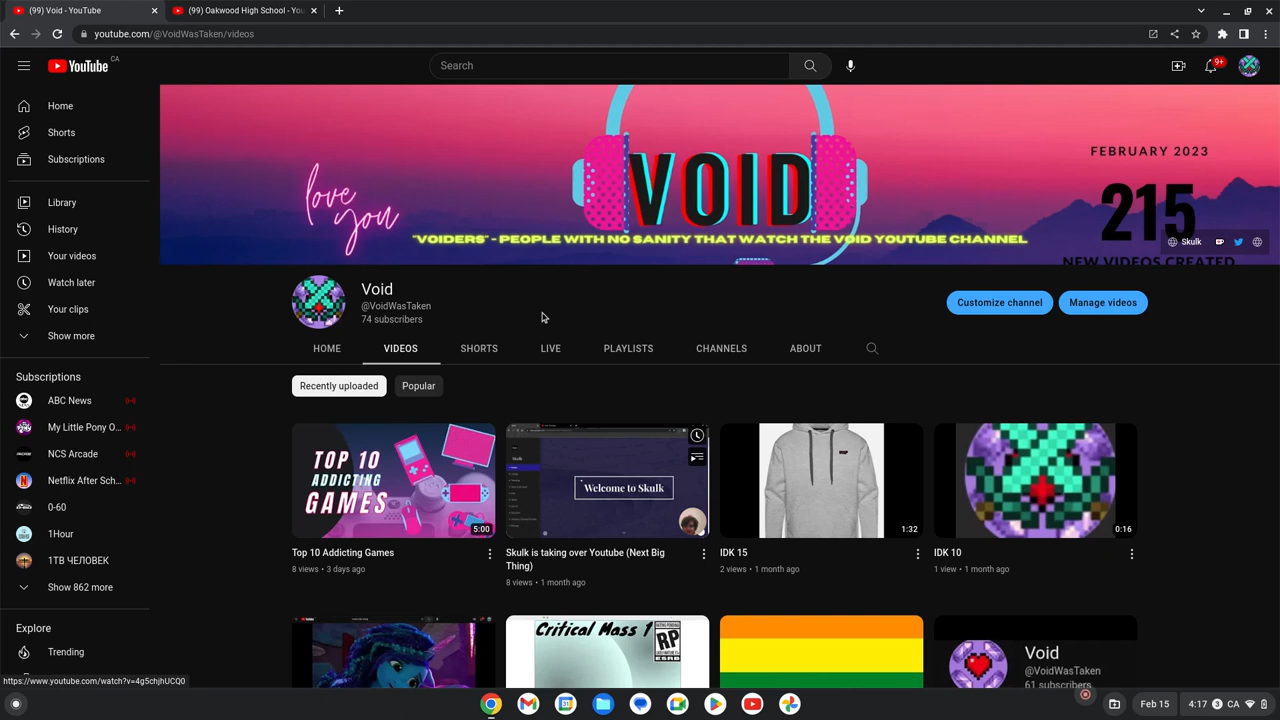 (99) Void - YouTube
(99) Oakwood High School - You
youtube.com/@VoidWasTaken/videos
YouTube CA
Search
9+
Home
Shorts
Subscriptions
Library
History
Your videos
Watch later
Your clips
Show more
Subscriptions
ABC News
My Little Pony O...
NCS Arcade
Netflix After Sch...
0-60
1Hour
1ТВ ЧЕЛОВЕК
Show 862 more
Explore
Trending
https://www.youtube.com/watch?v=4g5chjhUCQ0
love you
VOID
"VOIDERS" - PEOPLE WITH NO SANITY THAT WATCH THE VOID YOUTUBE CHANNEL
FEBRUARY 2023
215
NEW VIDEOS CREATED
Skulk
Void
@VoidWasTaken
74 subscribers
Customize channel
Manage videos
HOME
VIDEOS
SHORTS
LIVE
PLAYLISTS
CHANNELS
ABOUT
Recently uploaded
Popular
TOP 10
ADDICTING
GAMES
5:00
Top 10 Addicting Games
8 views • 3 days ago
Skulk
Welcome to Skulk
Skulk is taking over Youtube (Next Big
Thing)
8 views • 1 month ago
1:32
IDK 15
2 views • 1 month ago
0:16
IDK 10
1 view • 1 month ago
Critical Mass 1
RP
ESRB
Void
@VoidWasTaken
61 subscribers
Feb 15
4:17
3
CA